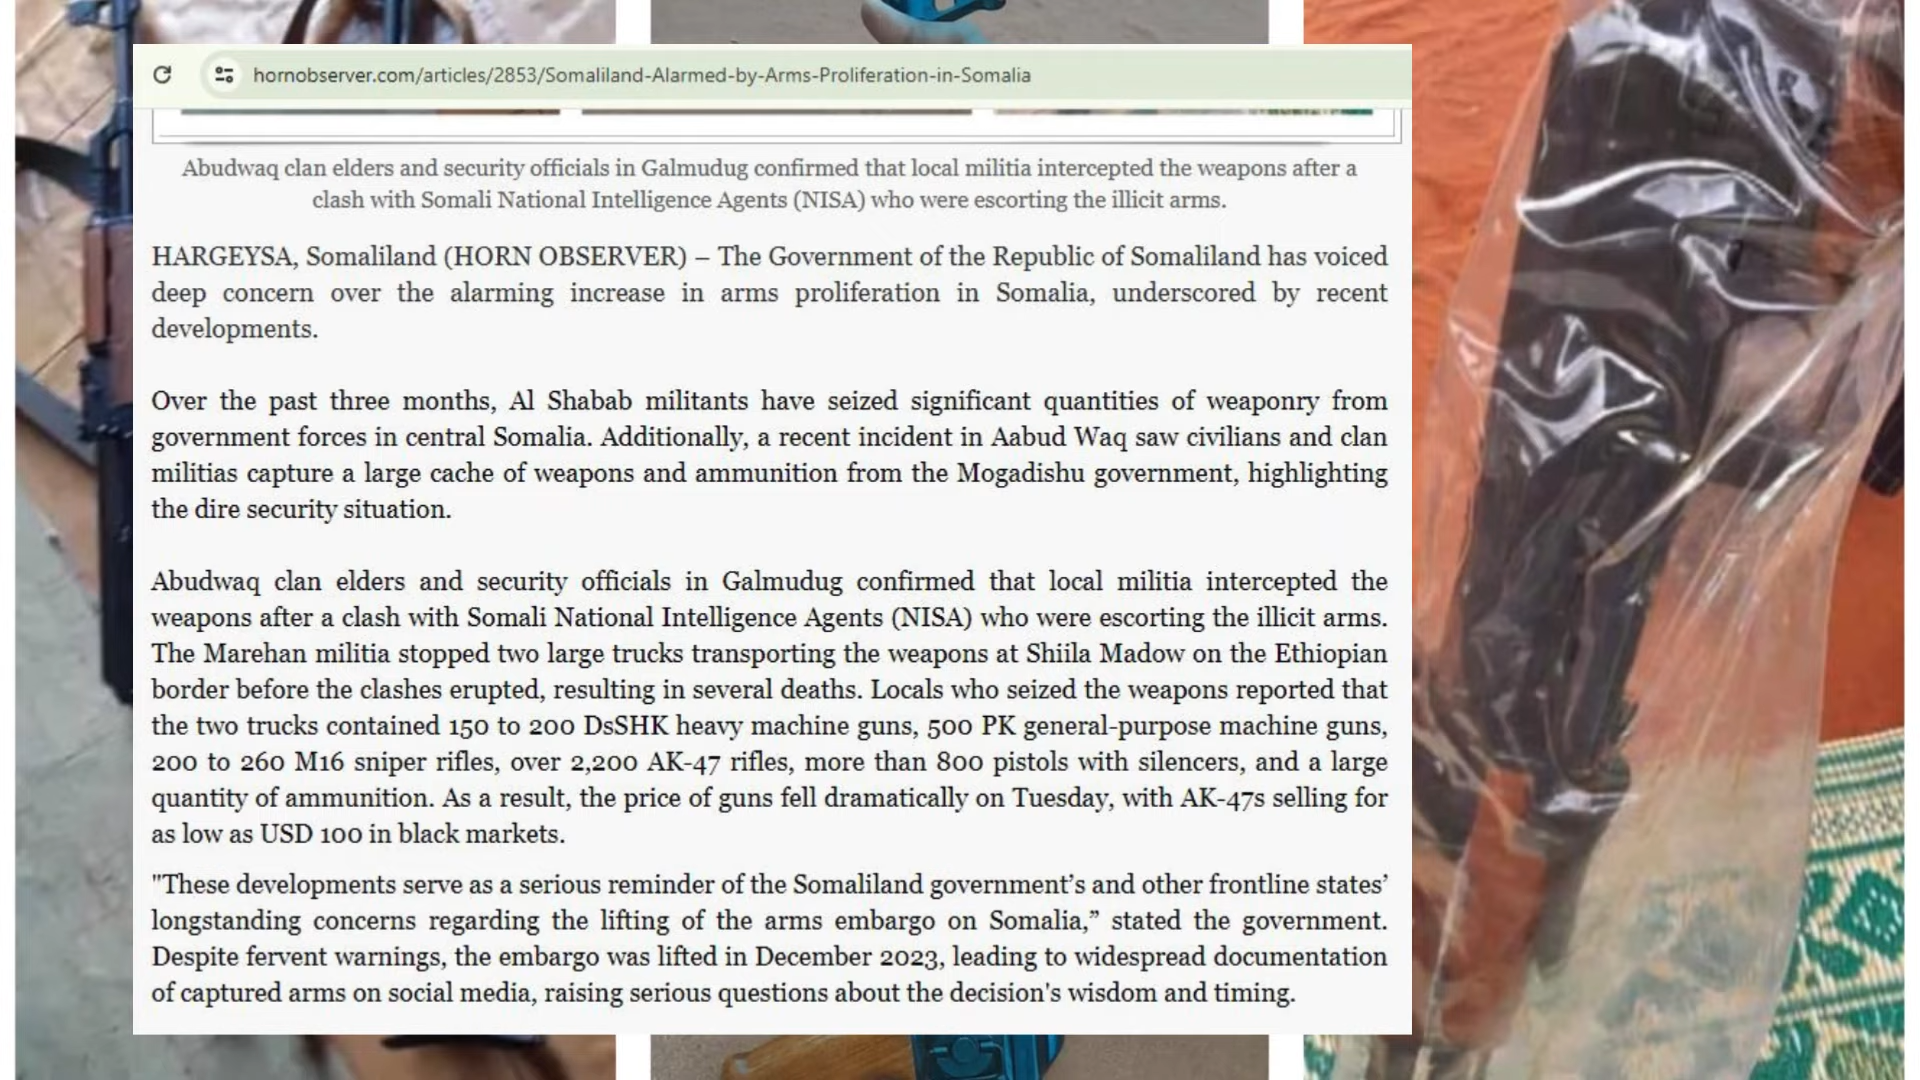 hornobserver.com/articles/2853/Somaliland-Alarmed-by-Arms-Proliferation-in-Somalia
Abudwaq clan elders and security officials in Galmudug confirmed that local militia intercepted the weapons after a
clash with Somali National Intelligence Agents (NISA) who were escorting the illicit arms.
HARGEYSA, Somaliland (HORN OBSERVER) – The Government of the Republic of Somaliland has voiced
deep concern over the alarming increase in arms proliferation in Somalia, underscored by recent
developments.
Over the past three months, Al Shabab militants have seized significant quantities of weaponry from
government forces in central Somalia. Additionally, a recent incident in Aabud Waq saw civilians and clan
militias capture a large cache of weapons and ammunition from the Mogadishu government, highlighting
the dire security situation.
Abudwaq clan elders and security officials in Galmudug confirmed that local militia intercepted the
weapons after a clash with Somali National Intelligence Agents (NISA) who were escorting the illicit arms.
The Marehan militia stopped two large trucks transporting the weapons at Shiila Madow on the Ethiopian
border before the clashes erupted, resulting in several deaths. Locals who seized the weapons reported that
the two trucks contained 150 to 200 DsSHK heavy machine guns, 500 PK general-purpose machine guns,
200 to 260 M16 sniper rifles, over 2,200 AK-47 rifles, more than 800 pistols with silencers, and a large
quantity of ammunition. As a result, the price of guns fell dramatically on Tuesday, with AK-47s selling for
as low as USD 100 in black markets.
"These developments serve as a serious reminder of the Somaliland government’s and other frontline states’
longstanding concerns regarding the lifting of the arms embargo on Somalia,” stated the government.
Despite fervent warnings, the embargo was lifted in December 2023, leading to widespread documentation
of captured arms on social media, raising serious questions about the decision's wisdom and timing.